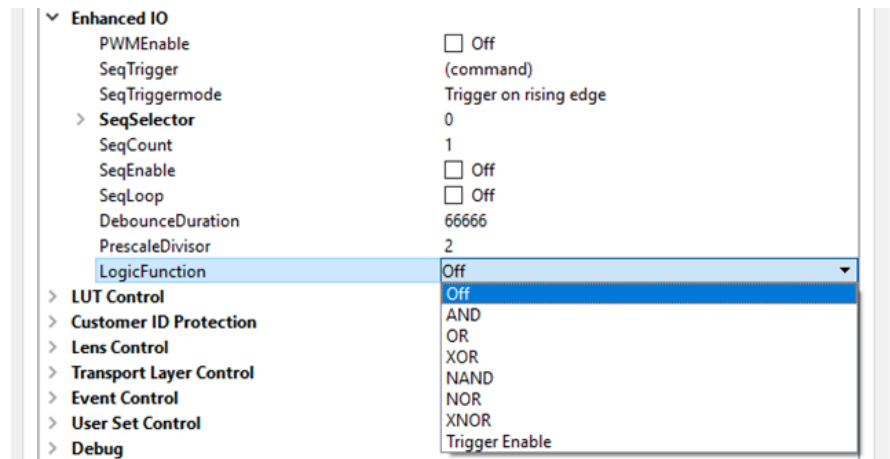 Enhanced IO
PWMEnable Off
SeqTrigger (command)
SeqTriggermode Trigger on rising edge
SeqSelector 0
SeqCount 1
SeqEnable Off
SeqLoop Off
DebounceDuration 66666
PrescaleDivisor 2
LogicFunction Off
LUT Control Off
Customer ID Protection AND
OR
Lens Control XOR
Transport Layer Control NAND
Event Control NOR
User Set Control XNOR
Debug Trigger Enable